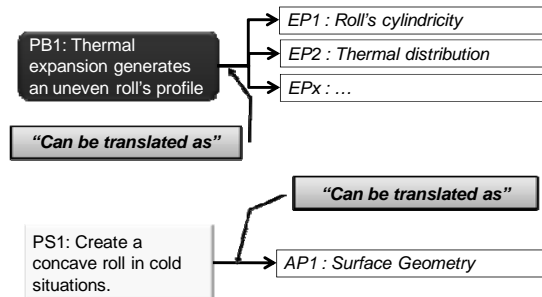 PB1: Thermal
expansion generates
an uneven roll's profile
EP1 : Roll's cylindricity
EP2 : Thermal distribution
EPx : …
“Can be translated as”
“Can be translated as”
PS1: Create a
concave roll in cold
situations.
AP1 : Surface Geometry